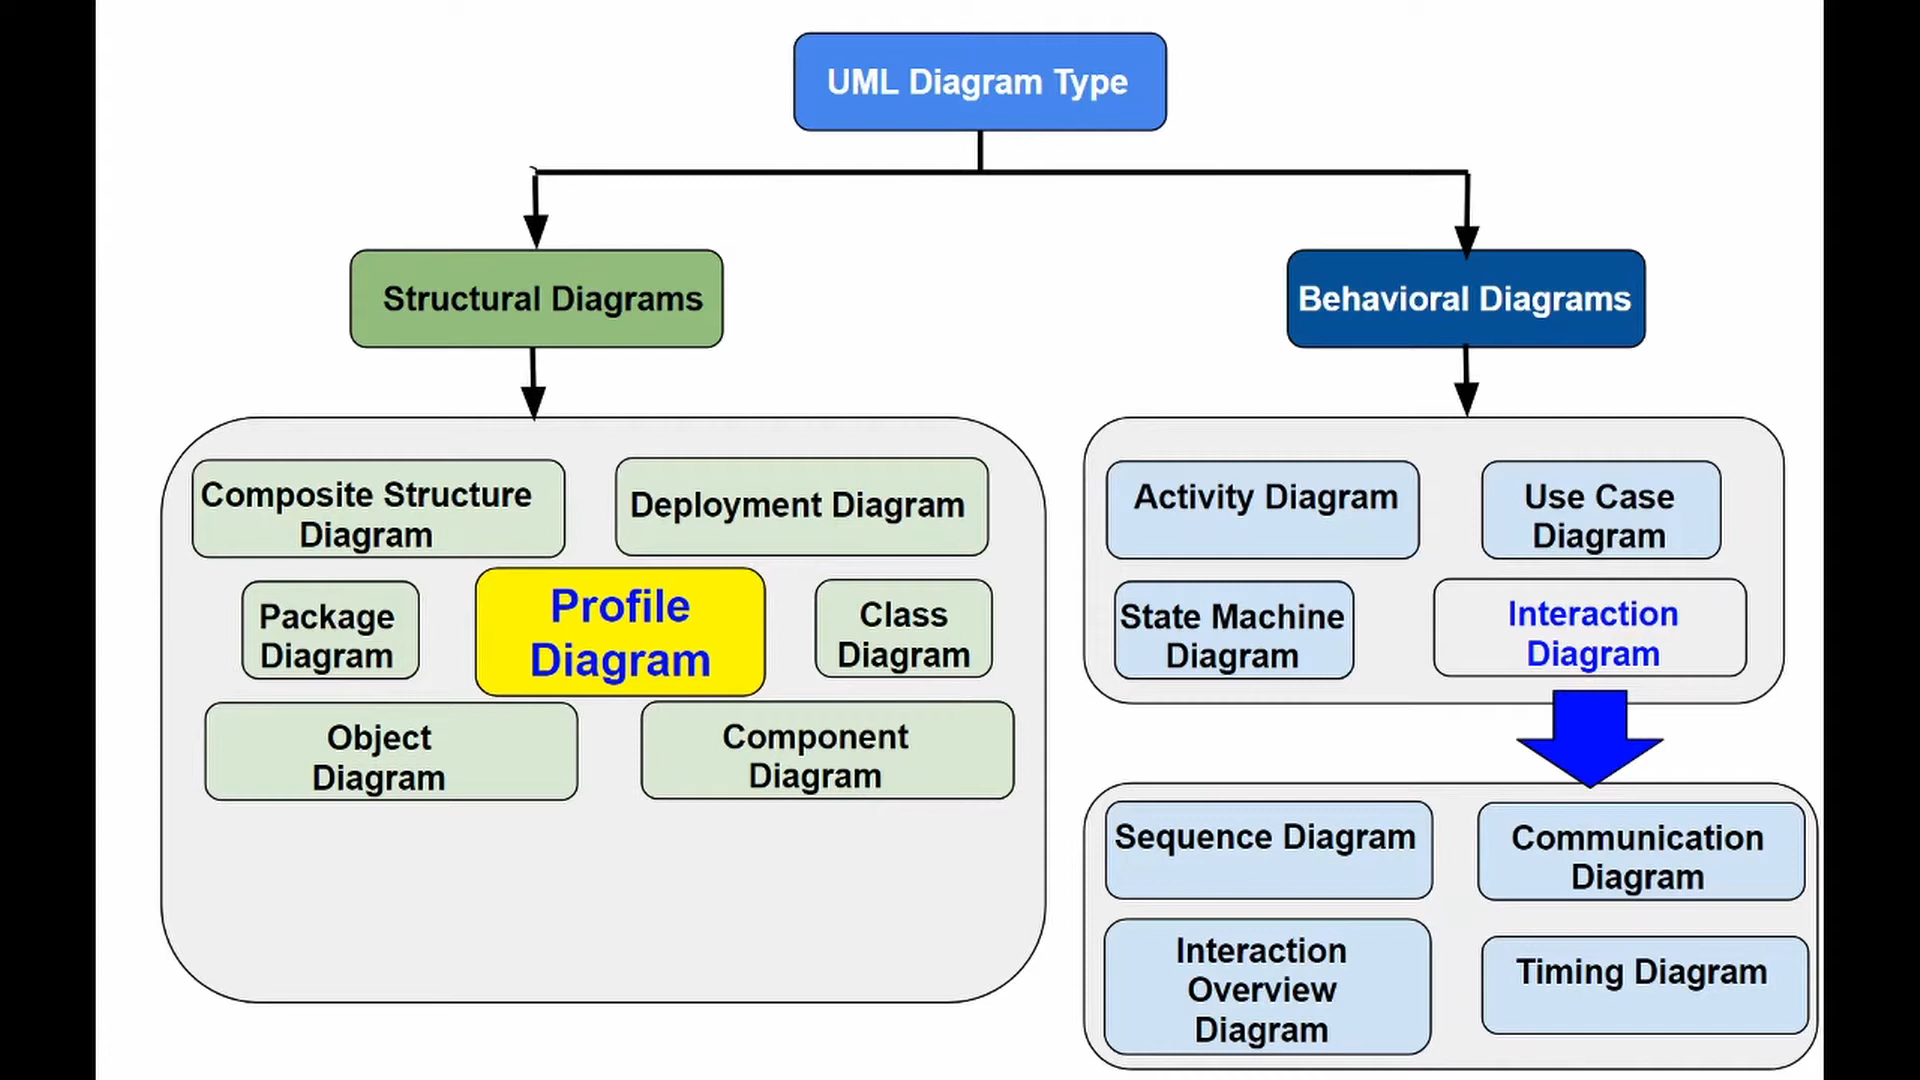 UML Diagram Type
Structural Diagrams
Behavioral Diagrams
Composite Structure
Diagram
Deployment Diagram
Package
Diagram
Profile
Diagram
Class
Diagram
Object
Diagram
Component
Diagram
Activity Diagram
Use Case
Diagram
State Machine
Diagram
Interaction
Diagram
Sequence Diagram
Communication
Diagram
Interaction
Overview
Diagram
Timing Diagram